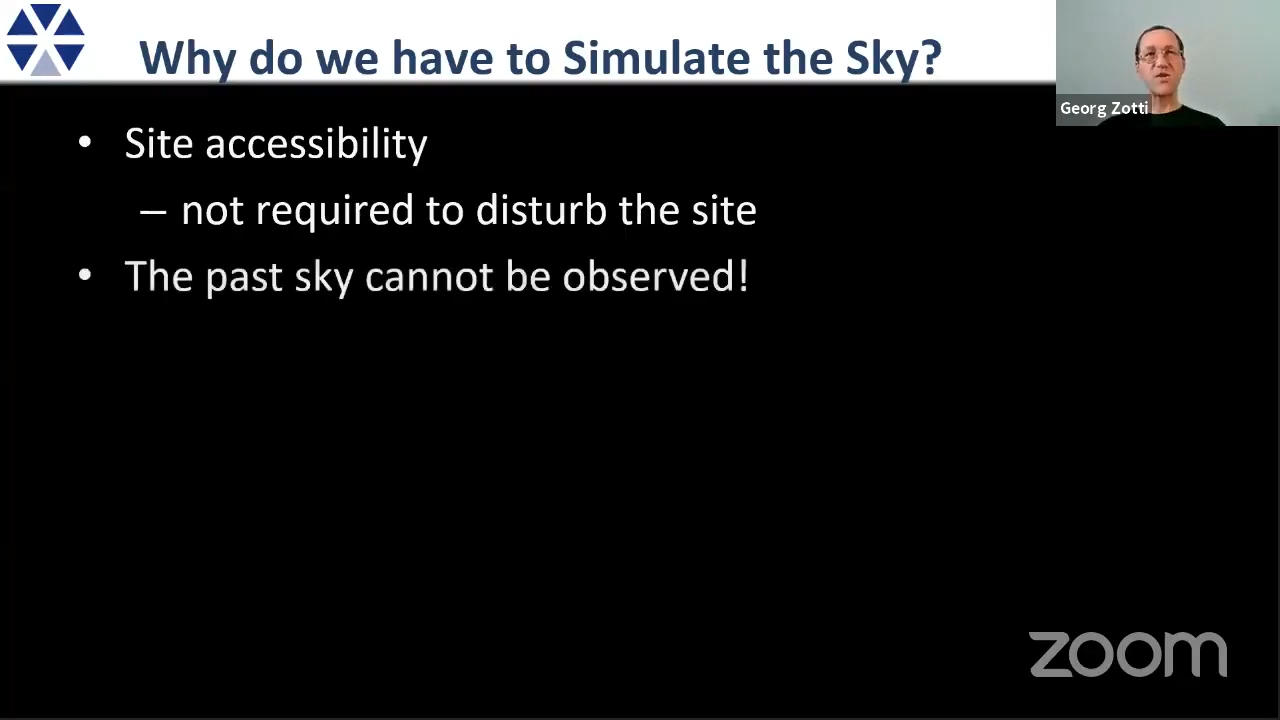 Why do we have to Simulate the Sky?
Georg Zotti
• Site accessibility
– not required to disturb the site
• The past sky cannot be observed!
zoom